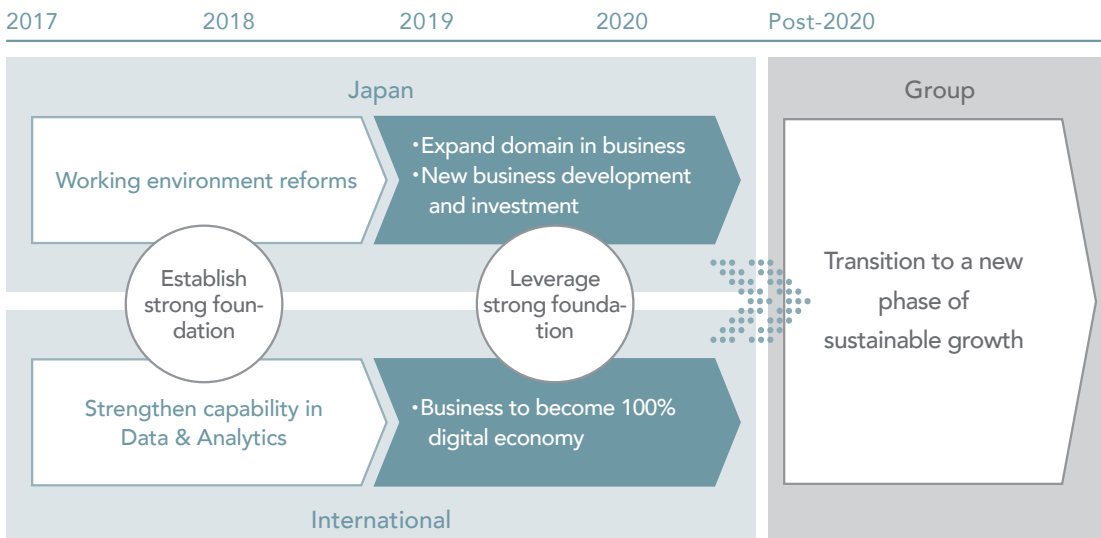 2017 2018 2019 2020 Post-2020
Japan
Working environment reforms
・Expand domain in business
・New business development
and investment
Establish
strong foun-
dation
Leverage
strong founda-
tion
Strengthen capability in
Data & Analytics
・Business to become 100%
digital economy
International
Group
Transition to a new
phase of
sustainable growth